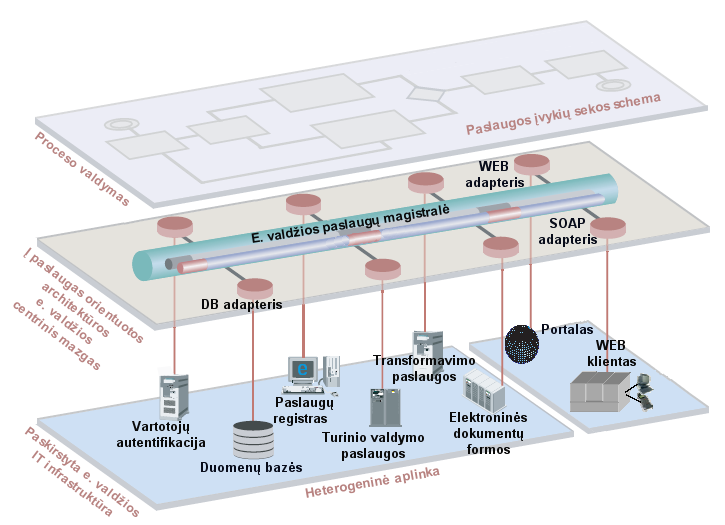 Paslaugos įvykių sekos schema
Proceso valdymas
WEB
adapteris
E. valdžios paslaugų magistralė
SOAP
adapteris
DB adapteris
Į paslaugas orientuotos
architektūros
e. valdžios
centrinis mazgas
Portalas
WEB
klientas
Transformavimo
paslaugos
Paslaugų
registras
Vartotojų
autentifikacija
Turinio valdymo
paslaugos
Elektroninės
dokumentų
formos
Duomenų bazės
Heterogeninė aplinka
Paskirstyta e. valdžios
IT infrastruktūra